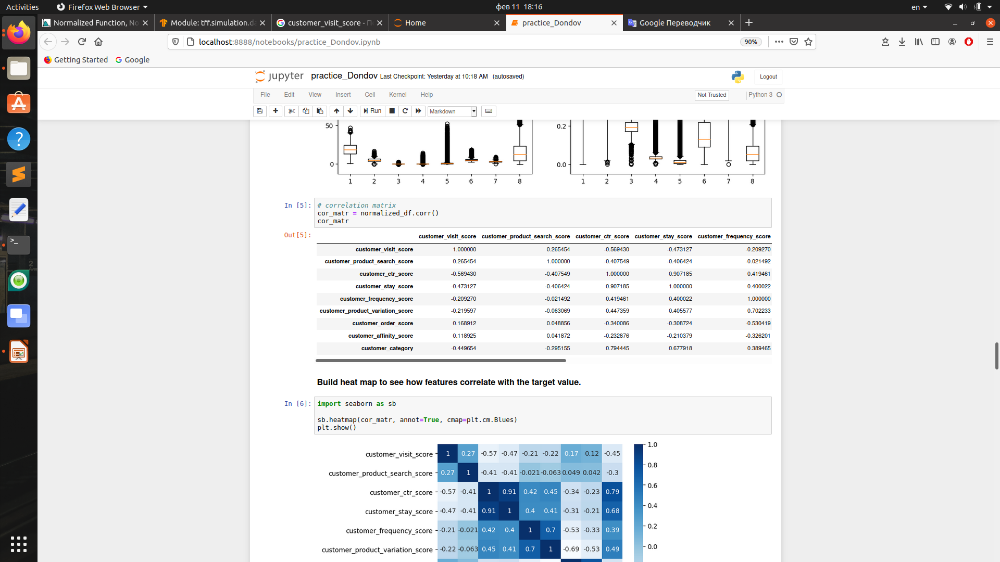 Activities Firefox Web Browser фев 11 18:16 en
Normalized Function, No Module: tff.simulation.da customer_visit_score - П Home practice_Dondov Google Переводчик
localhost:8888/notebooks/practice_Dondov.ipynb 90%
Getting Started Google
jupyter practice_Dondov Last Checkpoint: Yesterday at 10:18 AM (autosaved) Logout
File Edit View Insert Cell Kernel Help Not Trusted Python 3
Run Markdown
50 0.2
0 0.0
1 2 3 4 5 6 7 8 1 2 3 4 5 6 7 8
In [5]: # correlation matrix
cor_matr = normalized_df.corr()
cor_matr
Out[5]: customer_visit_score customer_product_search_score customer_ctr_score customer_stay_score customer_frequency_score
customer_visit_score 1.000000 0.265454 -0.569430 -0.473127 -0.209270
customer_product_search_score 0.265454 1.000000 -0.407549 -0.406424 -0.021492
customer_ctr_score -0.569430 -0.407549 1.000000 0.907185 0.419461
customer_stay_score -0.473127 -0.406424 0.907185 1.000000 0.400022
customer_frequency_score -0.209270 -0.021492 0.419461 0.400022 1.000000
customer_product_variation_score -0.219597 -0.063069 0.447359 0.405577 0.702233
customer_order_score 0.168912 0.048856 -0.340086 -0.308724 -0.530419
customer_affinity_score 0.118925 0.041872 -0.232876 -0.210379 -0.326201
customer_category -0.449654 -0.295155 0.794445 0.677918 0.389465
Build heat map to see how features correlate with the target value.
In [6]: import seaborn as sb
sb.heatmap(cor_matr, annot=True, cmap=plt.cm.Blues)
plt.show()
customer_visit_score 1 0.27 -0.57 -0.47 -0.21 -0.22 0.17 0.12 -0.45 1.0
0.8
customer_product_search_score 0.27 1 -0.41 -0.41 -0.021 -0.063 0.049 0.042 -0.3
0.6
customer_ctr_score -0.57 -0.41 1 0.91 0.42 0.45 -0.34 -0.23 0.79
0.4
customer_stay_score -0.47 -0.41 0.91 1 0.4 0.41 -0.31 -0.21 0.68
0.2
customer_frequency_score -0.21 -0.021 0.42 0.4 1 0.7 -0.53 -0.33 0.39
0.0
customer_product_variation_score -0.22 -0.063 0.45 0.41 0.7 1 -0.69 -0.53 0.49